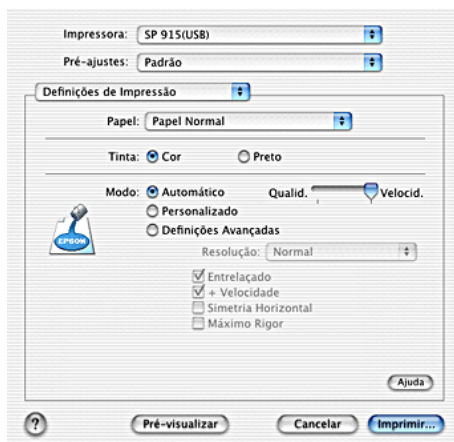 Impressora: SP 915(USB)
Pré-ajustes: Padrão
Definições de Impressão
Papel: Papel Normal
Tinta: Cor Preto
Modo: Automático Qualid. Velocid.
Personalizado
Definições Avançadas
EPSON
Resolução: Normal
Entrelaçado
+ Velocidade
Simetria Horizontal
Máximo Rigor
Ajuda
? Pré-visualizar Cancelar Imprimir...